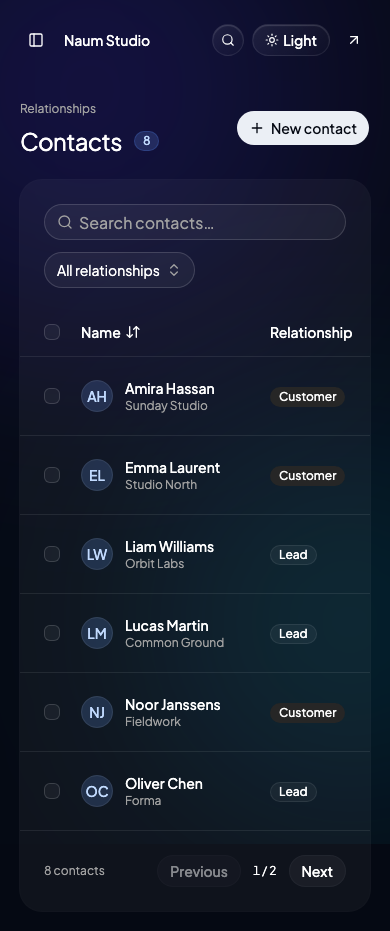 Naum Studio
Light
Relationships
Contacts 8
New contact
Search contacts...
All relationships
Name Relationship
AH Amira Hassan Customer
Sunday Studio
EL Emma Laurent Customer
Studio North
LW Liam Williams Lead
Orbit Labs
LM Lucas Martin Lead
Common Ground
NJ Noor Janssens Customer
Fieldwork
OC Oliver Chen Lead
Forma
8 contacts Previous 1/2 Next